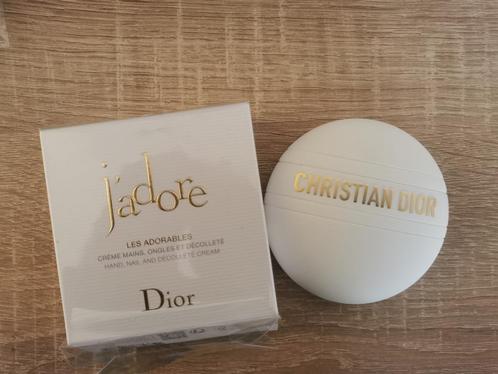 j'adore
LES ADORABLES
CRÈME MAINS, ONGLES ET DÉCOLLETÉ
HAND, NAIL AND DÉCOLLETÉ CREAM
Dior
CHRISTIAN DIOR